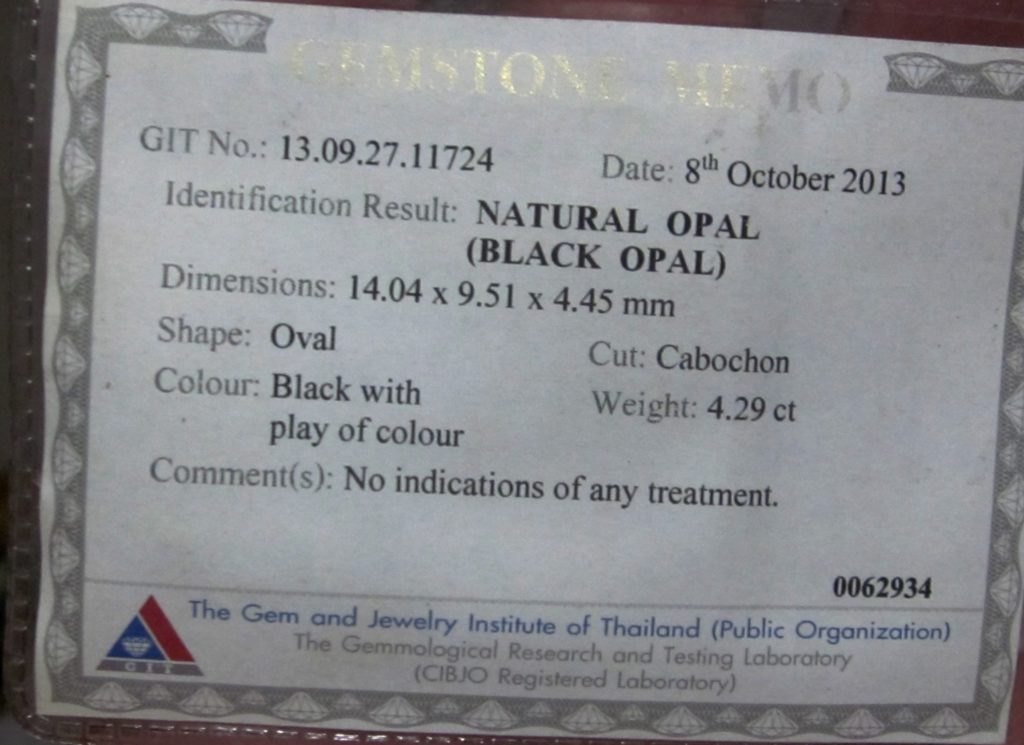 GEMSTONE MEMO
GIT No.: 13.09.27.11724 Date: 8th October 2013
Identification Result: NATURAL OPAL
(BLACK OPAL)
Dimensions: 14.04 x 9.51 x 4.45 mm
Shape: Oval Cut: Cabochon
Colour: Black with Weight: 4.29 ct
play of colour
Comment(s): No indications of any treatment.
0062934
The Gem and Jewelry Institute of Thailand (Public Organization)
The Gemmological Research and Testing Laboratory
(CIBJO Registered Laboratory)
GIT